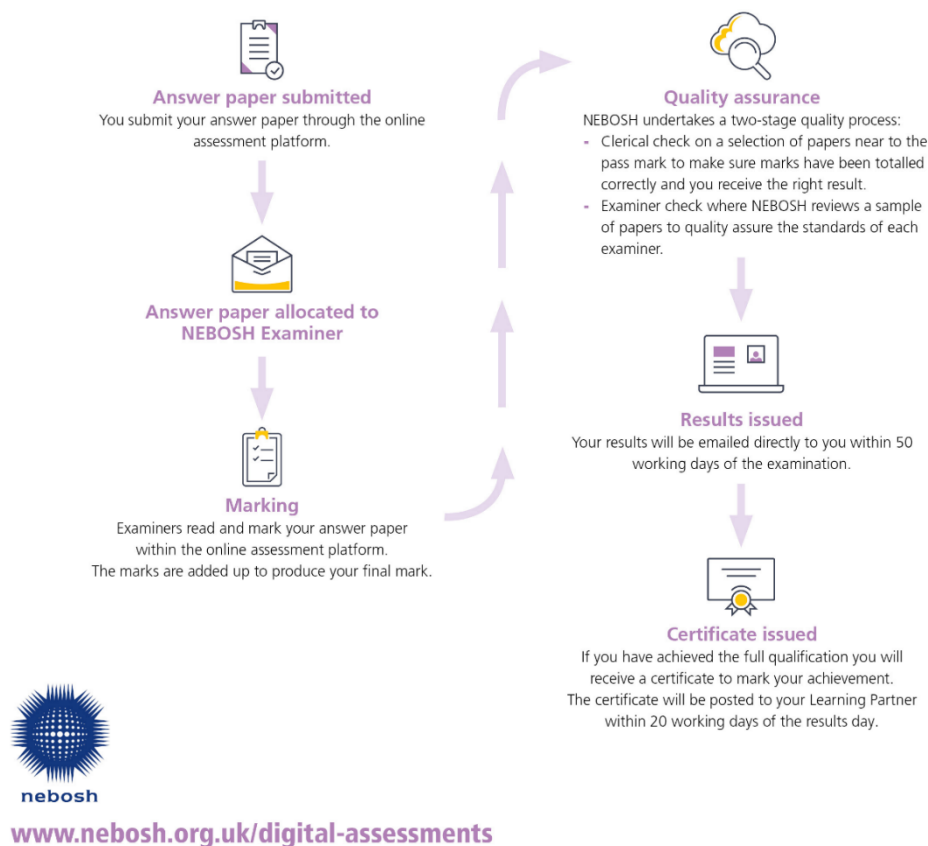 Answer paper submitted
You submit your answer paper through the online
assessment platform.
Answer paper allocated to
NEBOSH Examiner
Marking
Examiners read and mark your answer paper
within the online assessment platform.
The marks are added up to produce your final mark.
Quality assurance
NEBOSH undertakes a two-stage quality process:
- Clerical check on a selection of papers near to the
pass mark to make sure marks have been totalled
correctly and you receive the right result.
- Examiner check where NEBOSH reviews a sample
of papers to quality assure the standards of each
examiner.
Results issued
Your results will be emailed directly to you within 50
working days of the examination.
Certificate issued
If you have achieved the full qualification you will
receive a certificate to mark your achievement.
The certificate will be posted to your Learning Partner
within 20 working days of the results day.
nebosh
www.nebosh.org.uk/digital-assessments